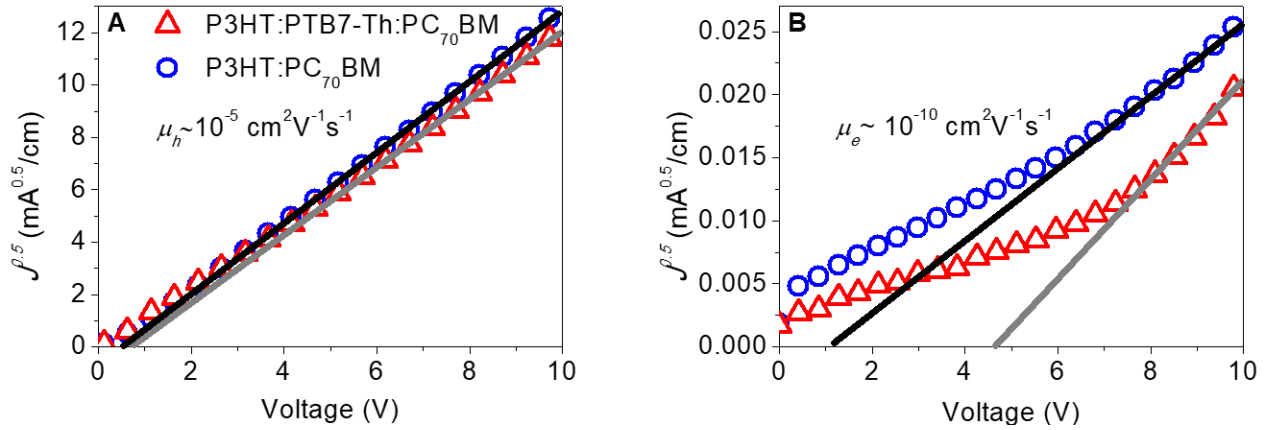 A
P3HT:PTB7-Th:PC₇₀BM
P3HT:PC₇₀BM
μₕ~10⁻⁵ cm²V⁻¹s⁻¹
12
10
8
6
4
2
0
J⁰·⁵ (mA⁰·⁵/cm)
0 2 4 6 8 10
Voltage (V)
B
μₑ~ 10⁻¹⁰ cm²V⁻¹s⁻¹
0.025
0.020
0.015
0.010
0.005
0.000
J⁰·⁵ (mA⁰·⁵/cm)
0 2 4 6 8 10
Voltage (V)